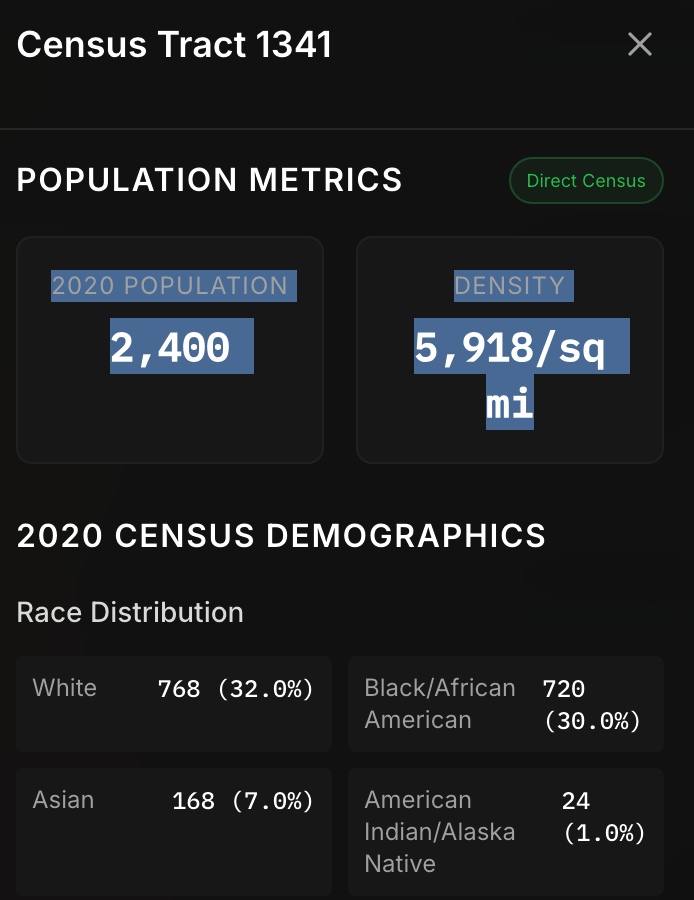 Census Tract 1341
POPULATION METRICS
Direct Census
2020 POPULATION
2,400
DENSITY
5,918/sq
mi
2020 CENSUS DEMOGRAPHICS
Race Distribution
White 768 (32.0%)
Black/African 720
American (30.0%)
Asian 168 (7.0%)
American 24
Indian/Alaska (1.0%)
Native